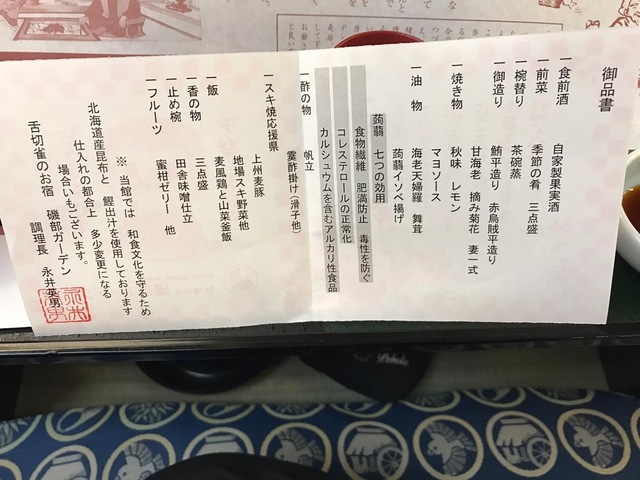 御品書
一食前酒　自家製果実酒
一前菜　季節の肴　三点盛
一椀替り　茶碗蒸
一御造り　鮪平造り　赤烏賊平造り
甘海老　摘み菊花　妻一式
一焼き物　秋味　レモン
マヨソース
一油　物　海老天婦羅　舞茸
蒟蒻イソベ揚げ
蒟蒻　七つの効用
食物繊維　肥満防止　毒性を防ぐ
コレステロールの正常化
カルシュウムを含むアルカリ性食品
一酢の物　帆立
霙酢掛け（滑子他）
一スキ焼応援県
上州麦豚
地場スキ野菜他
一飯　麦風鶏と山菜釜飯
一香の物　三点盛
一止め椀　田舎味噌仕立
一フルーツ　蜜柑ゼリー　他
※　当館では　和食文化を守るため
北海道産昆布と　鰹出汁を使用しております
仕入れの都合上　多少変更になる
場合いもございます。
舌切雀のお宿　磯部ガーデン
調理長　永井英男